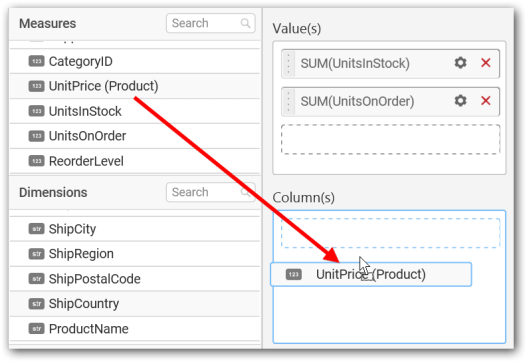 Measures
Search
123 CategoryID
123 UnitPrice (Product)
123 UnitsInStock
123 UnitsOnOrder
123 ReorderLevel
Dimensions
Search
str ShipCity
str ShipRegion
str ShipPostalCode
str ShipCountry
str ProductName
Value(s)
SUM(UnitsInStock)
SUM(UnitsOnOrder)
Column(s)
123 UnitPrice (Product)